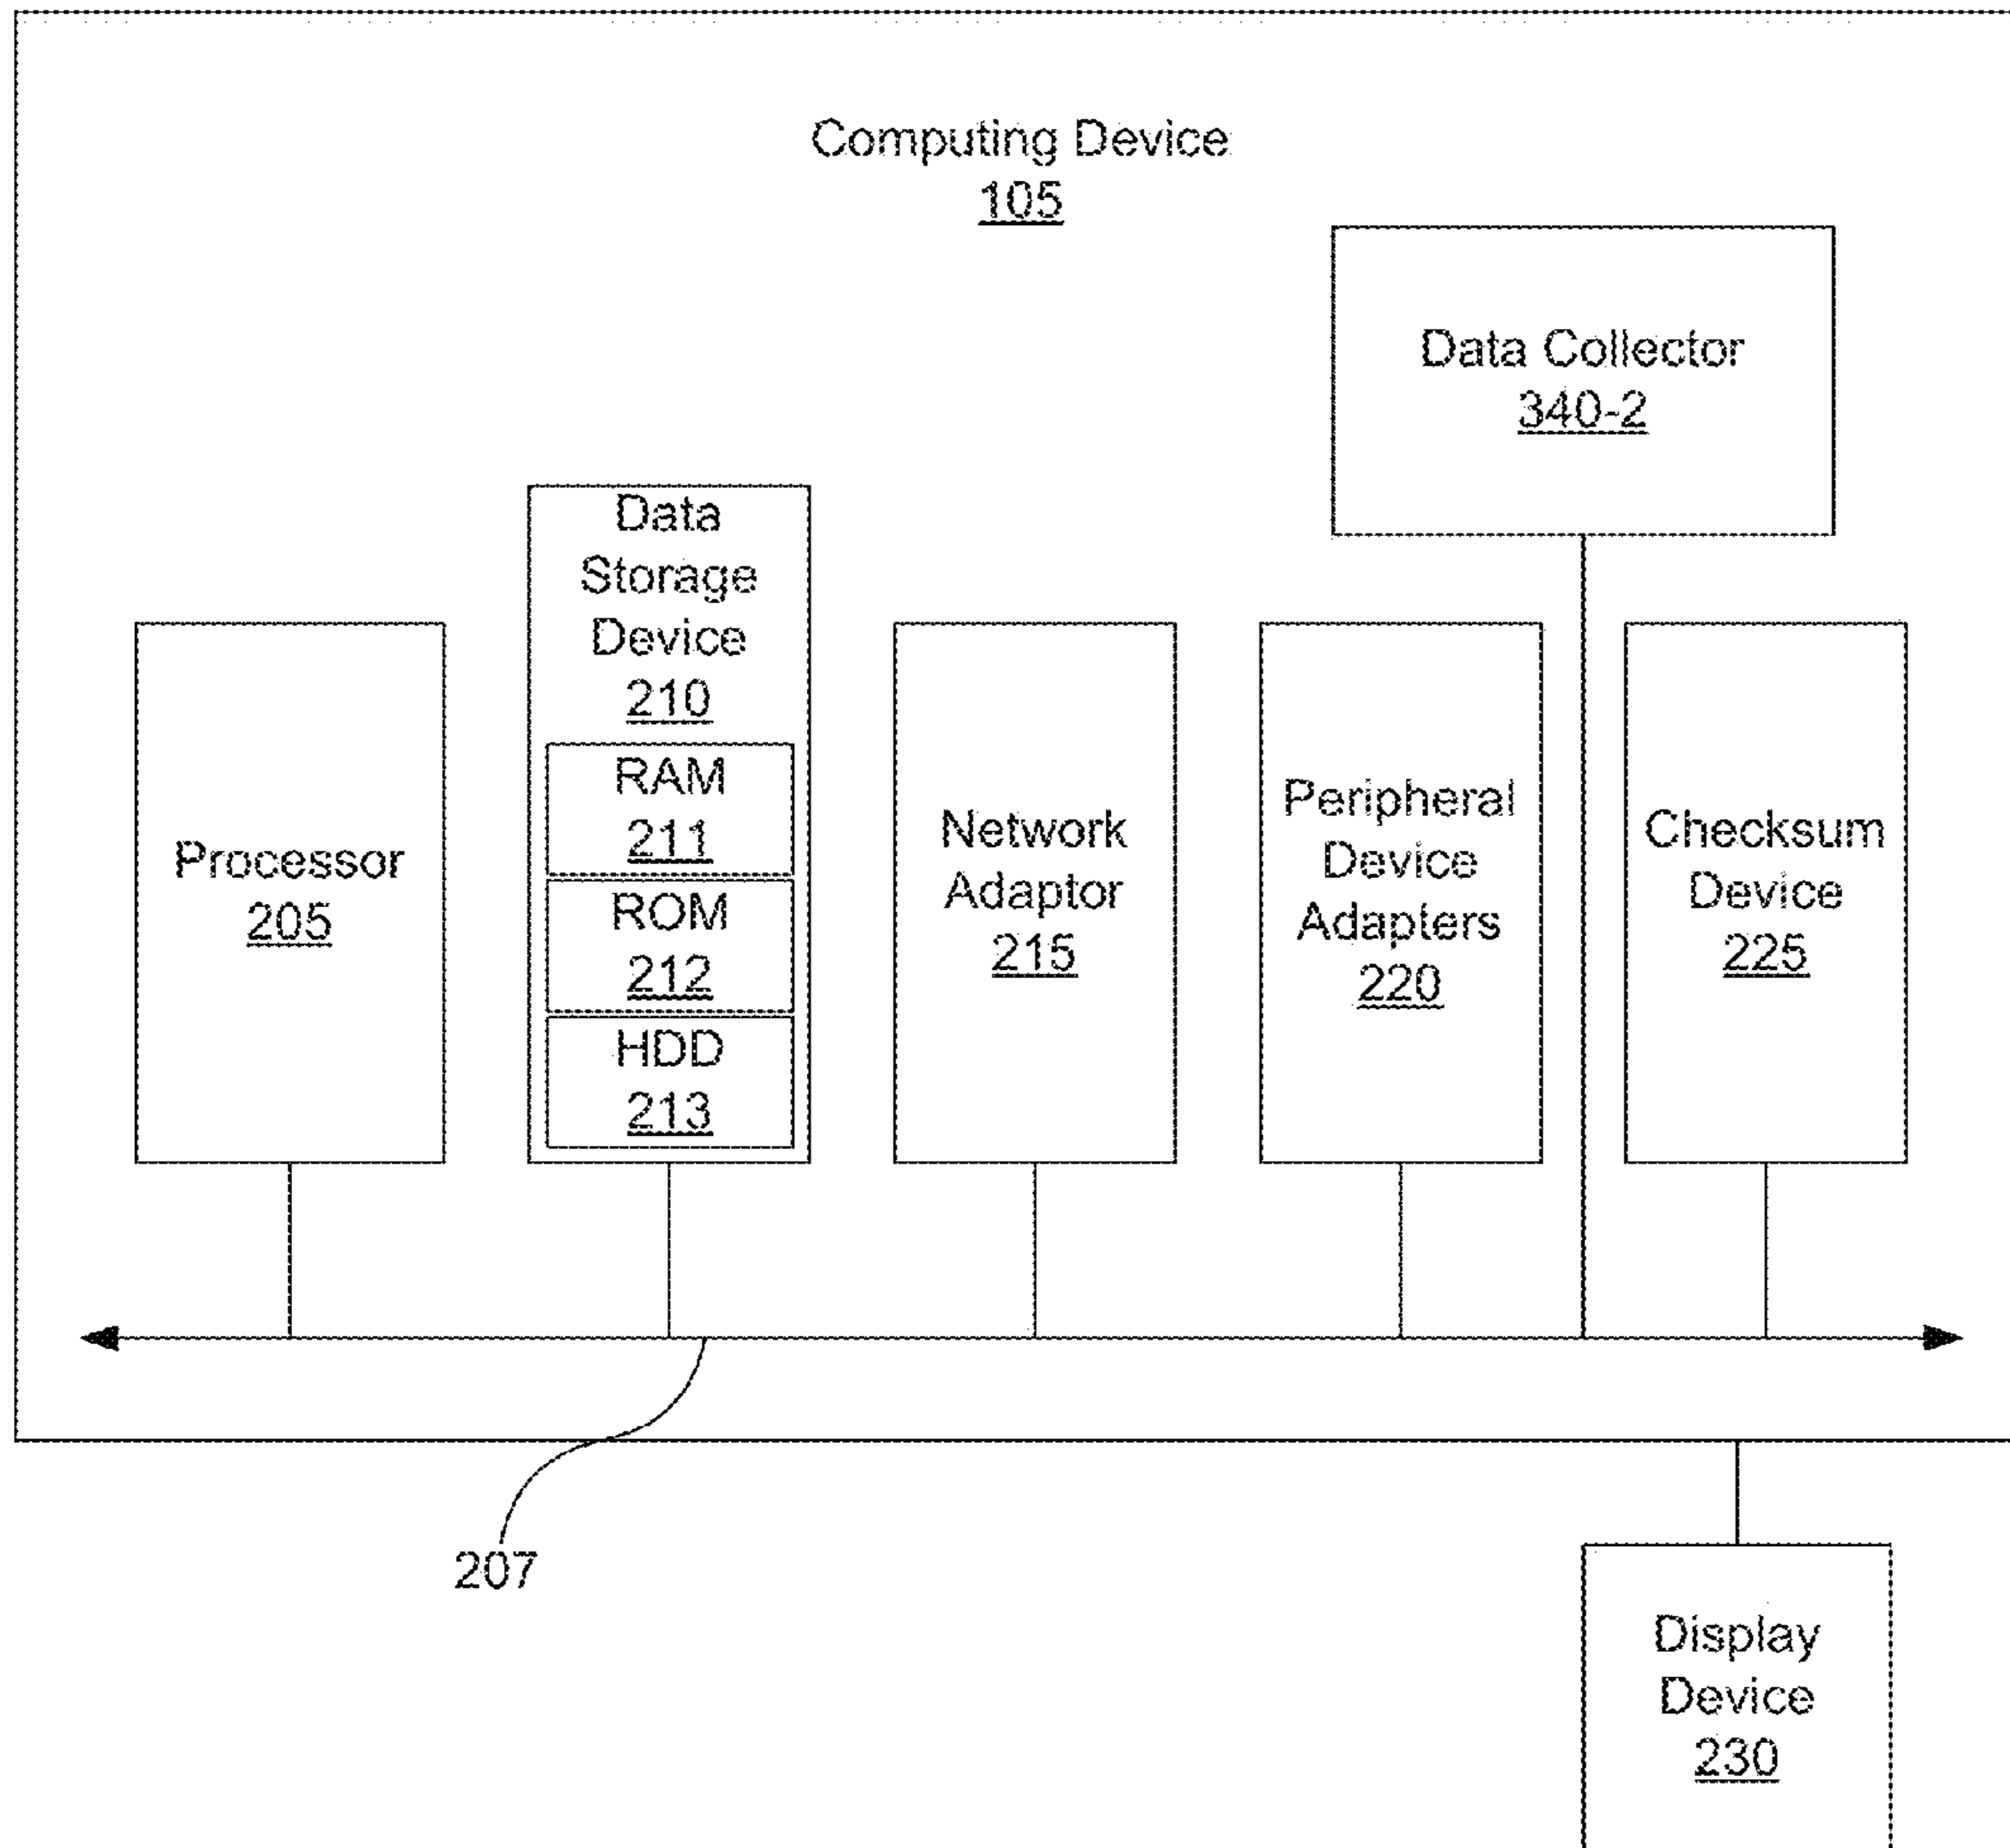 Computing Device
105
Data Collector
340-2
Data
Storage
Device
210
RAM
211
ROM
212
HDD
213
Processor
205
Network
Adaptor
215
Peripheral
Device
Adapters
220
Checksum
Device
225
207
Display
Device
230